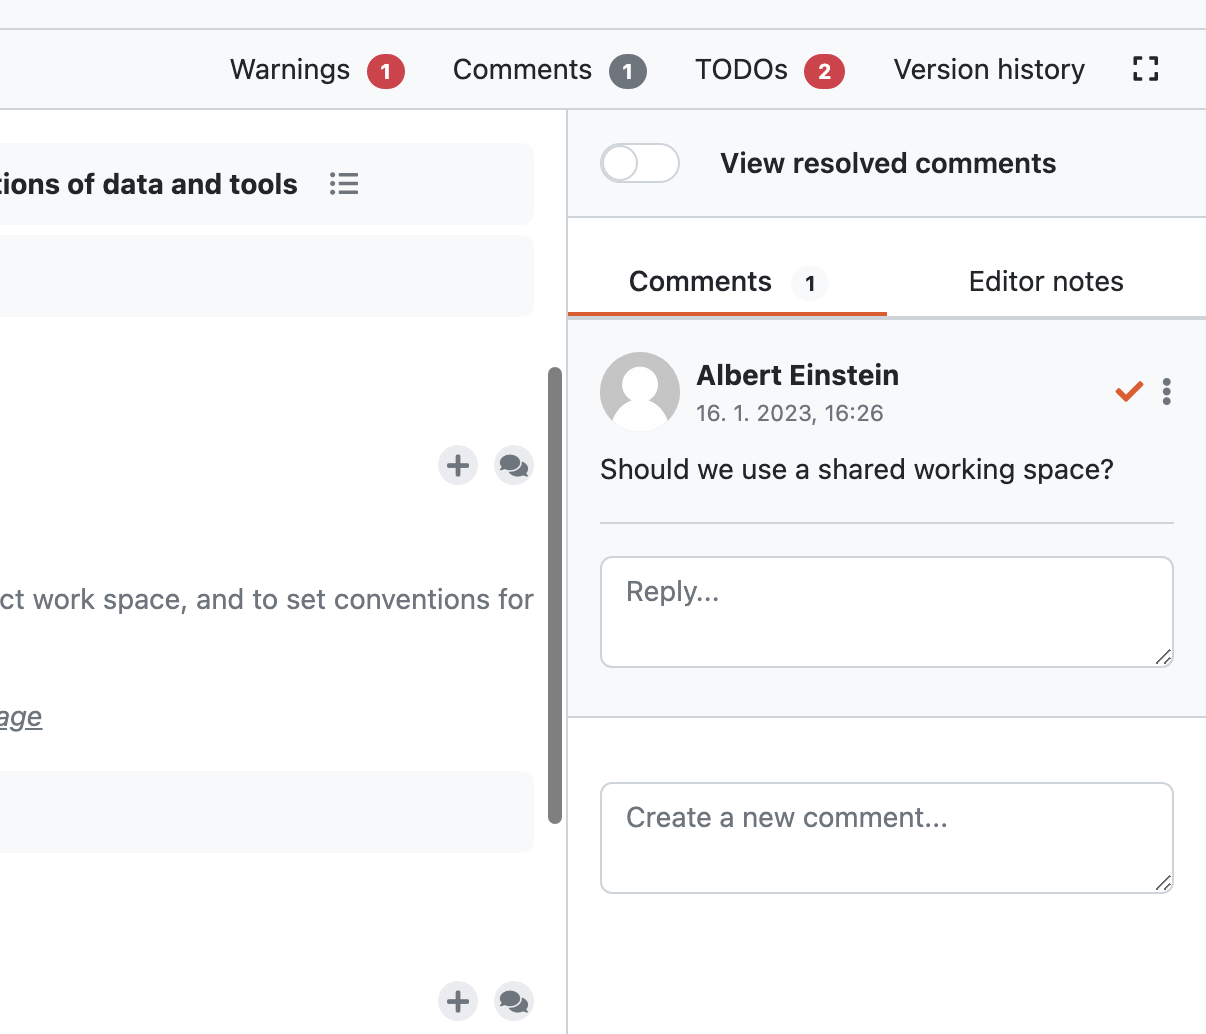 Warnings 1 Comments 1 TODOs 2 Version history
tions of data and tools
View resolved comments
Comments 1 Editor notes
Albert Einstein
16. 1. 2023, 16:26
Should we use a shared working space?
Reply...
ct work space, and to set conventions for
age
Create a new comment...